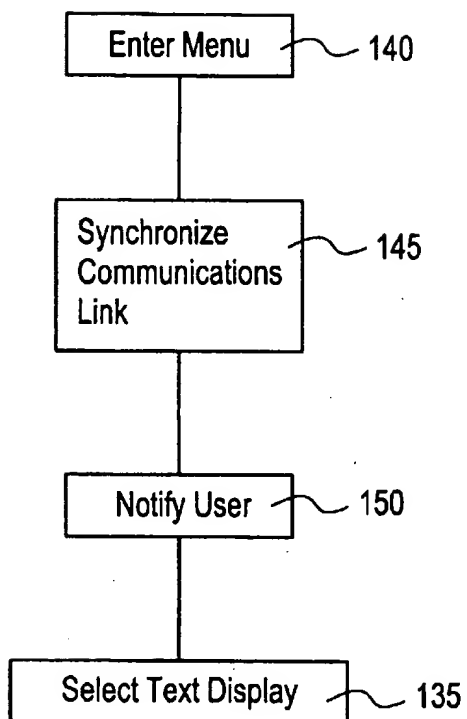 Enter Menu 140
Synchronize
Communications
Link
145
Notify User 150
Select Text Display 135